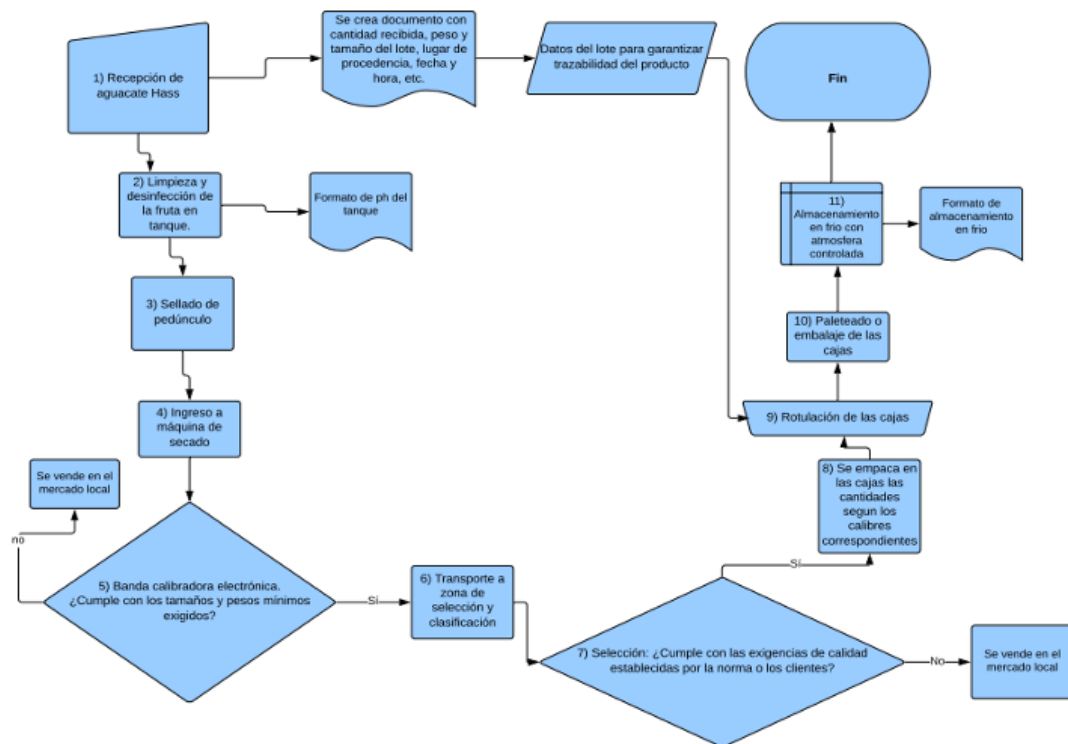 1) Recepción de
aguacate Hass
Se crea documento con
cantidad recibida, peso y
tamaño del lote, lugar de
procedencia, fecha y
hora, etc.
Datos del lote para garantizar
trazabilidad del producto
Fin
2) Limpieza y
desinfección de
la fruta en
tanque.
Formato de ph del
tanque
3) Sellado de
pedúnculo
4) Ingreso a
máquina de
secado
5) Banda calibradora electrónica.
¿Cumple con los tamaños y pesos mínimos
exigidos?
no
Se vende en el
mercado local
Sí
6) Transporte a
zona de
selección y
clasificación
7) Selección: ¿Cumple con las exigencias de calidad
establecidas por la norma o los clientes?
No
Se vende en el
mercado local
Sí
8) Se empaca en
las cajas las
cantidades
segun los
calibres
correspondientes
9) Rotulación de las cajas
10) Paleteado o
embalaje de las
cajas
11)
Almacenamiento
en frío con
atmosfera
controlada
Formato de
almacenamiento
en frio